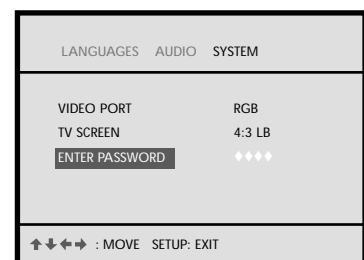 LANGUAGES AUDIO SYSTEM
VIDEO PORT RGB
TV SCREEN 4:3 LB
ENTER PASSWORD ♦♦♦♦
↑↓←→ : MOVE SETUP: EXIT